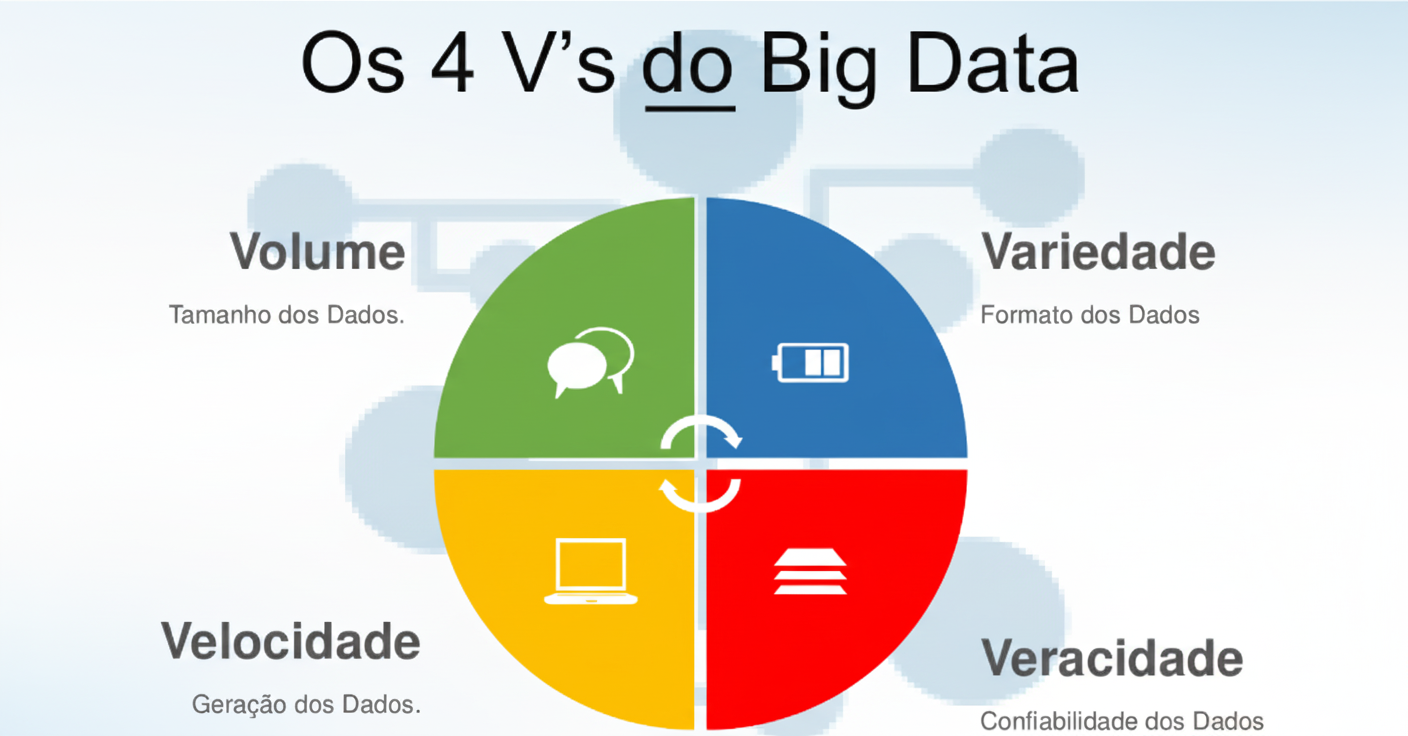 Os 4 V’s do Big Data
Volume
Tamanho dos Dados.
Variedade
Formato dos Dados
Velocidade
Geração dos Dados.
Veracidade
Confiabilidade dos Dados